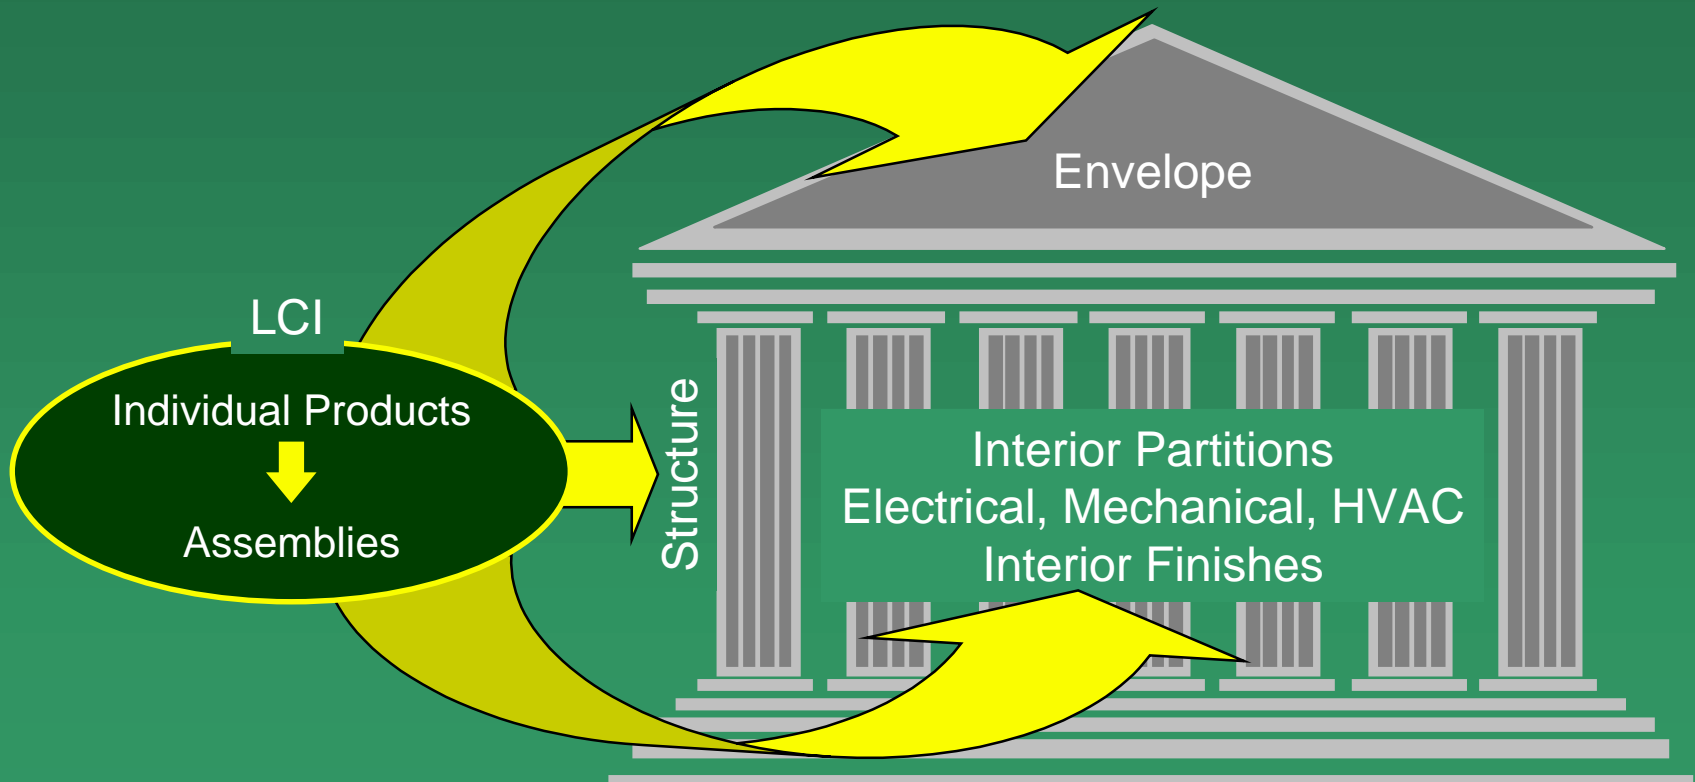 LCI
Individual Products
Assemblies
Structure
Envelope
Interior Partitions
Electrical, Mechanical, HVAC
Interior Finishes